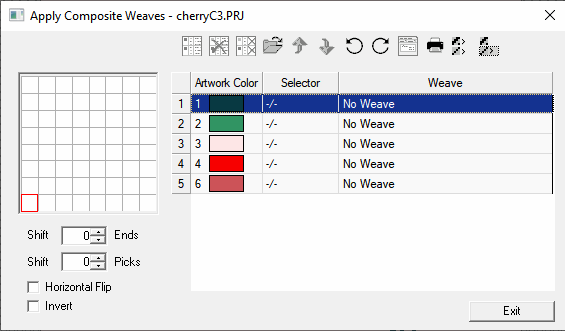 Apply Composite Weaves - cherryC3.PRJ
Artwork Color Selector Weave
1 1 -/- No Weave
2 2 -/- No Weave
3 3 -/- No Weave
4 4 -/- No Weave
5 6 -/- No Weave
Shift 0 Ends
Shift 0 Picks
Horizontal Flip
Invert
Exit